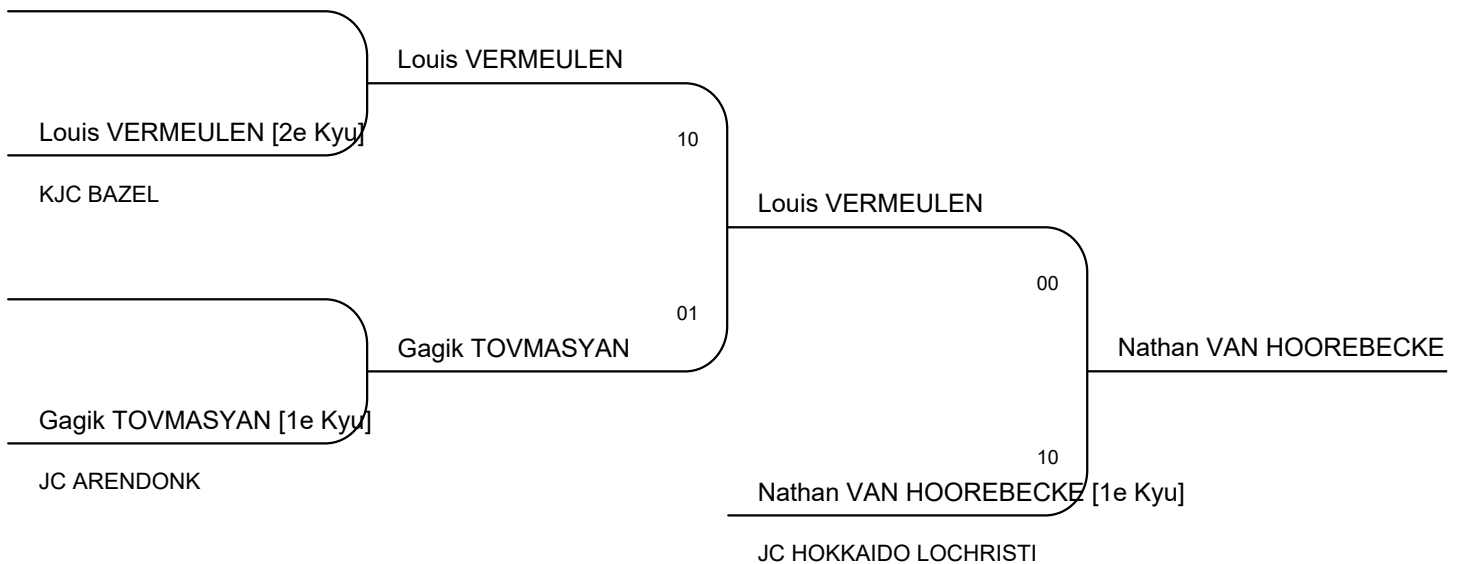 Louis VERMEULEN
Louis VERMEULEN [2e Kyu]
10
KJC BAZEL
Louis VERMEULEN
00
01
Gagik TOVMASYAN
Nathan VAN HOOREBECKE
Gagik TOVMASYAN [1e Kyu]
10
JC ARENDONK
Nathan VAN HOOREBECKE [1e Kyu]
JC HOKKAIDO LOCHRISTI